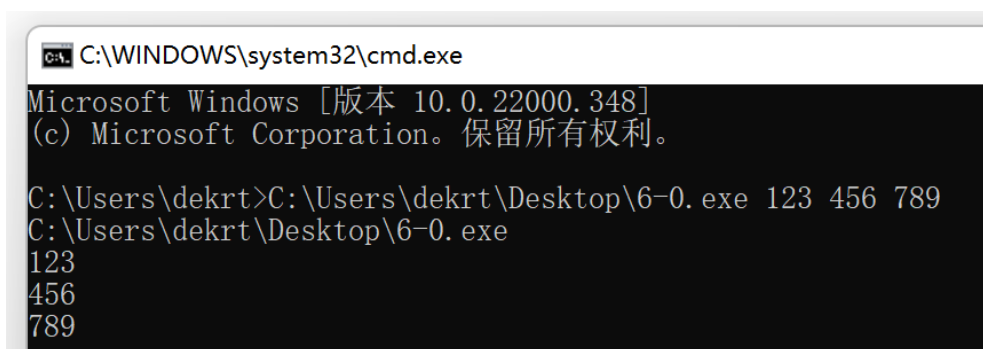 C:\WINDOWS\system32\cmd.exe
Microsoft Windows [版本 10.0.22000.348]
(c) Microsoft Corporation。保留所有权利。
C:\Users\dekrt>C:\Users\dekrt\Desktop\6-0.exe 123 456 789
C:\Users\dekrt\Desktop\6-0.exe
123
456
789